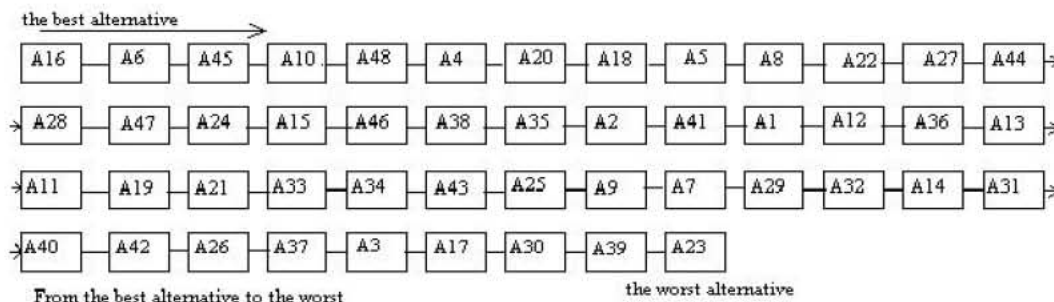 the best alternative
A16 A6 A45 A10 A48 A4 A20 A18 A5 A8 A22 A27 A44
A28 A47 A24 A15 A46 A38 A35 A2 A41 A1 A12 A36 A13
A11 A19 A21 A33 A34 A43 A25 A9 A7 A29 A32 A14 A31
A40 A42 A26 A37 A3 A17 A30 A39 A23
the worst alternative
From the best alternative to the worst